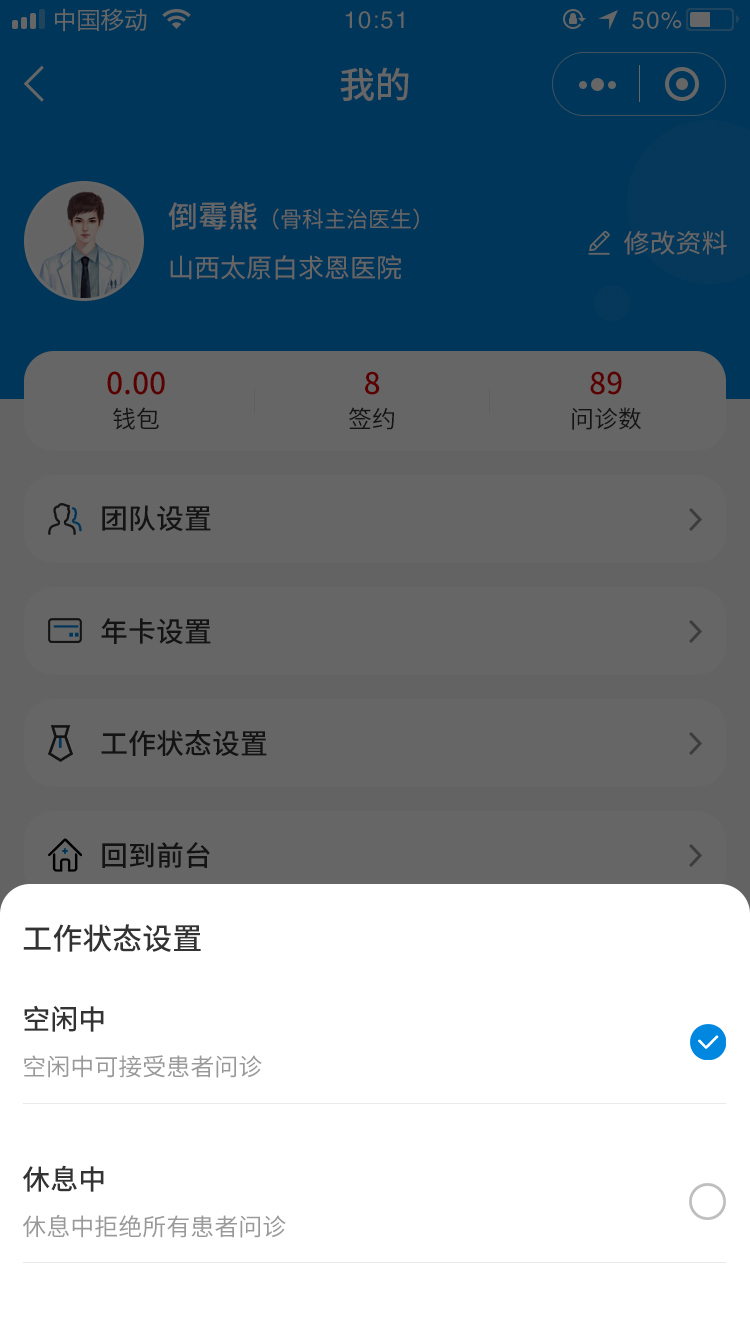 中国移动 10:51 50%
我的
倒霉熊（骨科主治医生）
山西太原白求恩医院
修改资料
0.00 8 89
钱包 签约 问诊数
团队设置
年卡设置
工作状态设置
回到前台
工作状态设置
空闲中
空闲中可接受患者问诊
休息中
休息中拒绝所有患者问诊